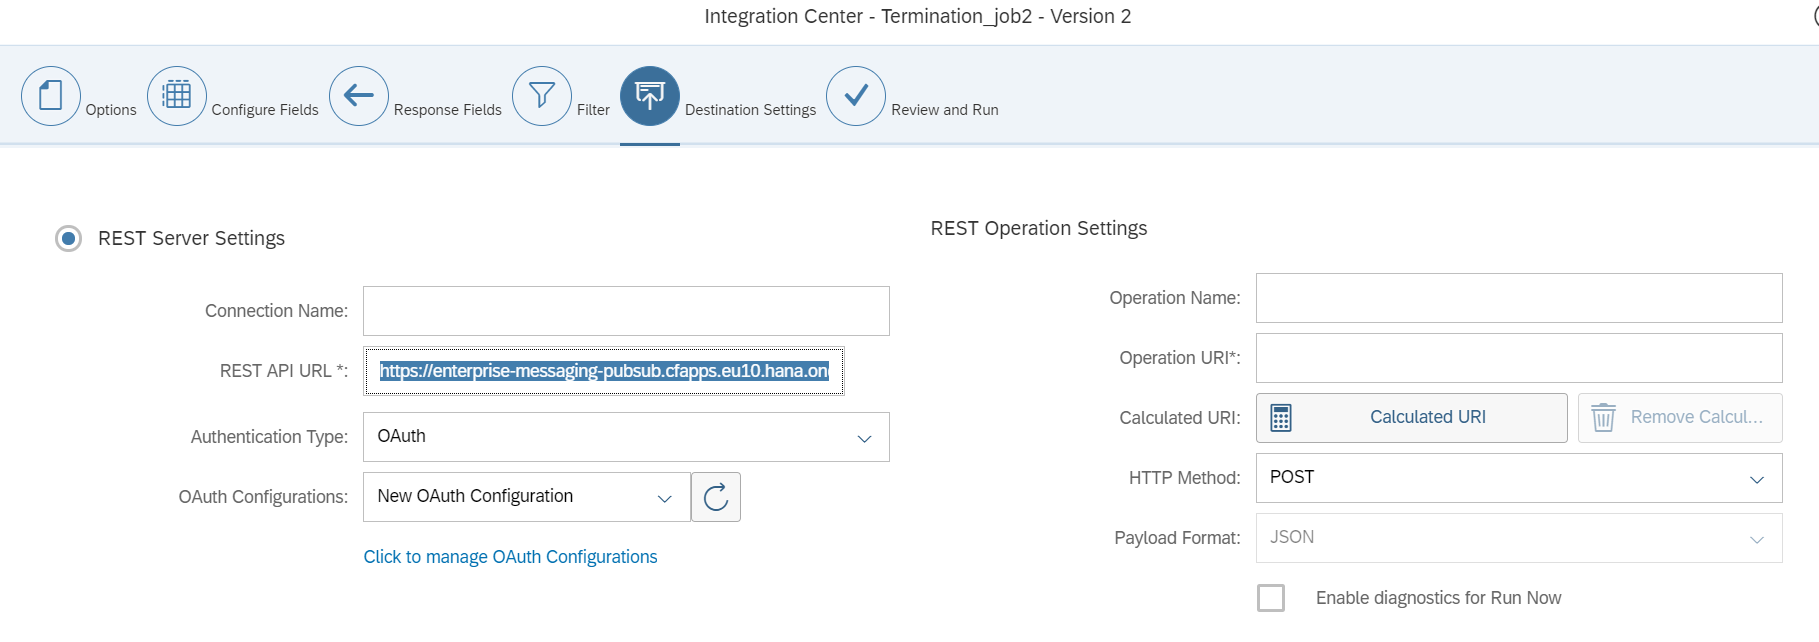 Integration Center - Termination_job2 - Version 2
Options
Configure Fields
Response Fields
Filter
Destination Settings
Review and Run
REST Server Settings
Connection Name:
REST API URL *:
https://enterprise-messaging-pubsub.cfapps.eu10.hana.on
Authentication Type:
OAuth
OAuth Configurations:
New OAuth Configuration
Click to manage OAuth Configurations
REST Operation Settings
Operation Name:
Operation URI*:
Calculated URI:
Calculated URI
Remove Calcul...
HTTP Method:
POST
Payload Format:
JSON
Enable diagnostics for Run Now